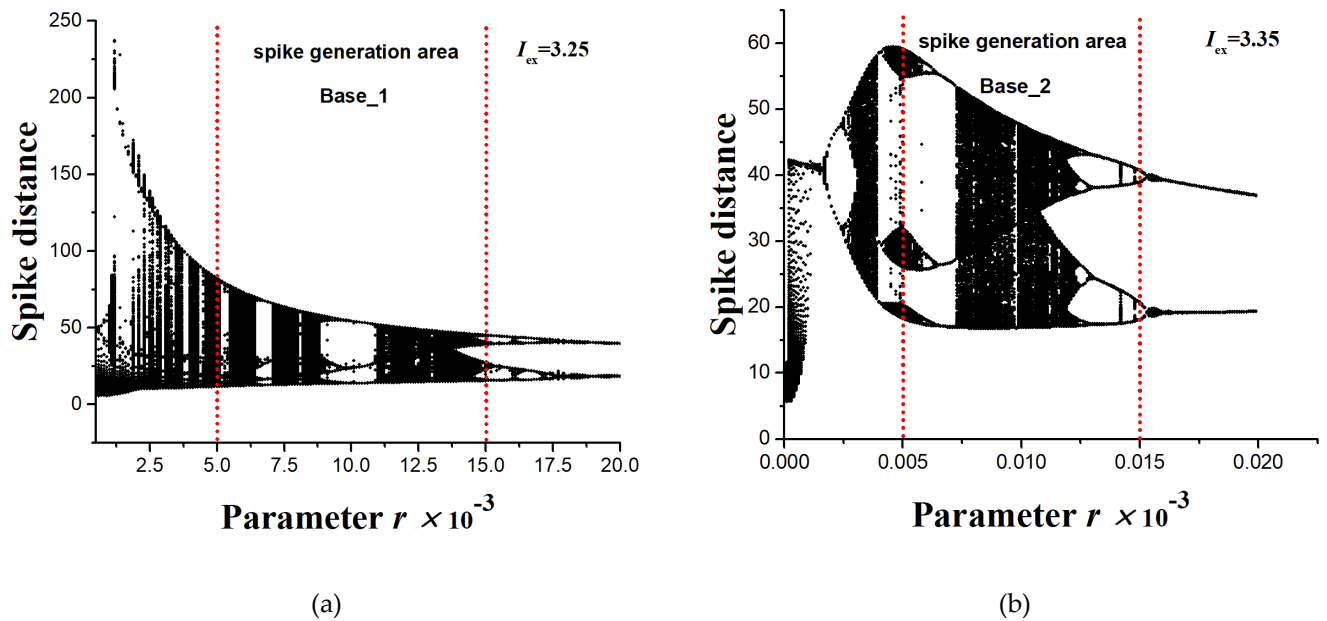 spike generation area
I_ex=3.25
Base_1
250
200
150
100
50
0
Spike distance
2.5 5.0 7.5 10.0 12.5 15.0 17.5 20.0
Parameter r × 10^-3
(a)
spike generation area
I_ex=3.35
Base_2
60
50
40
30
20
10
0
Spike distance
0.000 0.005 0.010 0.015 0.020
Parameter r × 10^-3
(b)